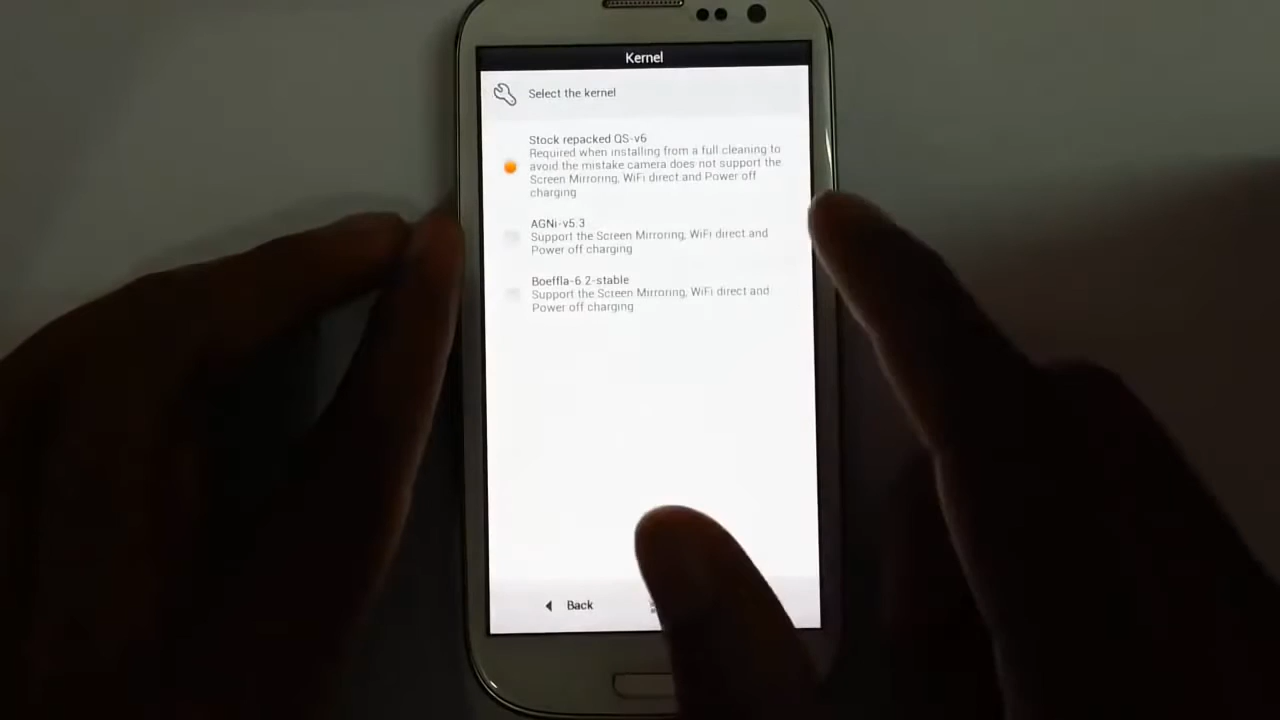 Kernel
Select the kernel
Stock repacked QS-v6
Required when installing from a full cleaning to
avoid the mistake camera does not support the
Screen Mirroring, WiFi direct and Power off
charging
AGNi-v5.3
Support the Screen Mirroring, WiFi direct and
Power off charging
Boeffla-6.2-stable
Support the Screen Mirroring, WiFi direct and
Power off charging
Back